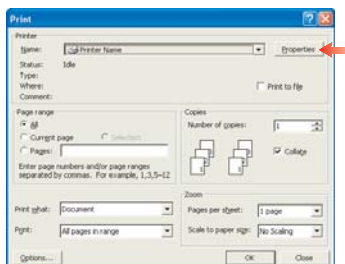 Print
Printer
Name:
Printer Name
Properties
Status:
Idle
Type:
Where:
Print to file
Comment:
Page range
All
Current page
Selection
Pages:
Enter page numbers and/or page ranges
separated by commas. For example, 1,3,5–12
Copies
Number of copies:
1
Collate
Print what:
Document
Print:
All pages in range
Zoom
Pages per sheet:
1 page
Scale to paper size:
No Scaling
Options...
OK
Close